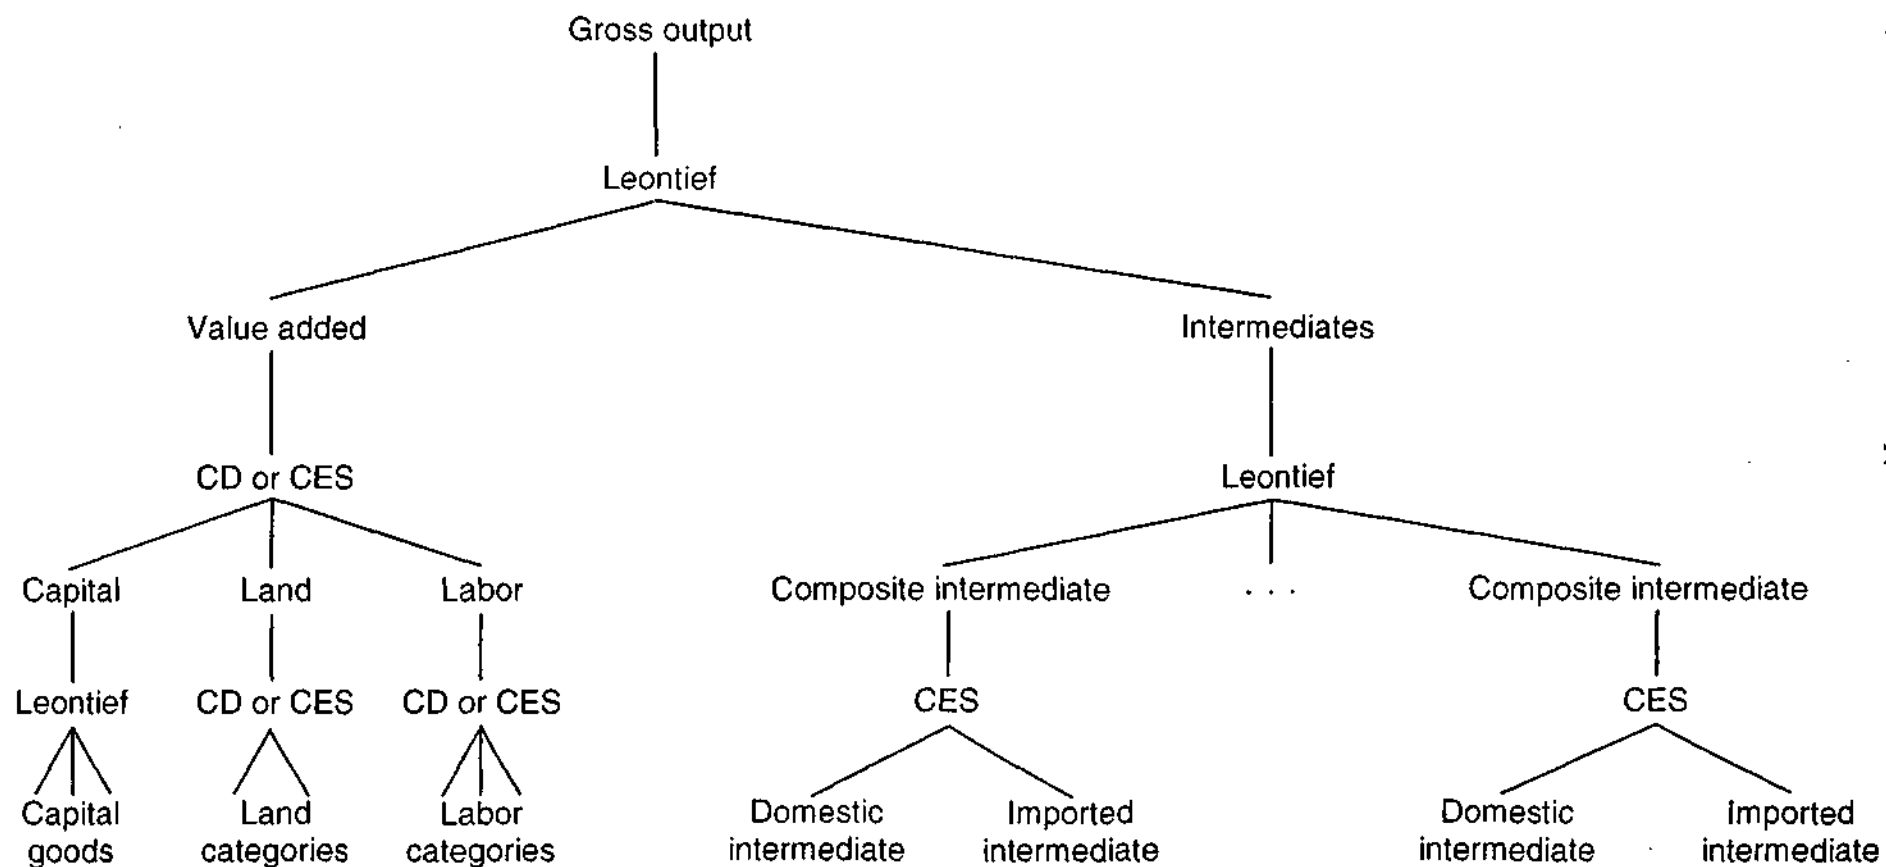 Gross output
Leontief
Value added
Intermediates
CD or CES
Leontief
Capital
Land
Labor
Composite intermediate
. . .
Composite intermediate
Leontief
CD or CES
CD or CES
CES
CES
Capital
goods
Land
categories
Labor
categories
Domestic
intermediate
Imported
intermediate
Domestic
intermediate
Imported
intermediate